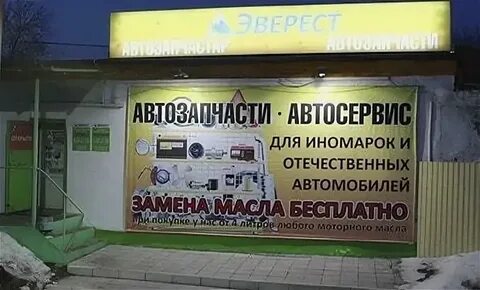 ЭВЕРЕСТ
АВТОЗАПЧАСТИ АВТОЗАПЧАСТИ
АВТОЗАПЧАСТИ · АВТОСЕРВИС
ДЛЯ ИНОМАРОК И
ОТЕЧЕСТВЕННЫХ
АВТОМОБИЛЕЙ
ЗАМЕНА МАСЛА БЕСПЛАТНО
при покупке у нас от 4 литров любого моторного масла